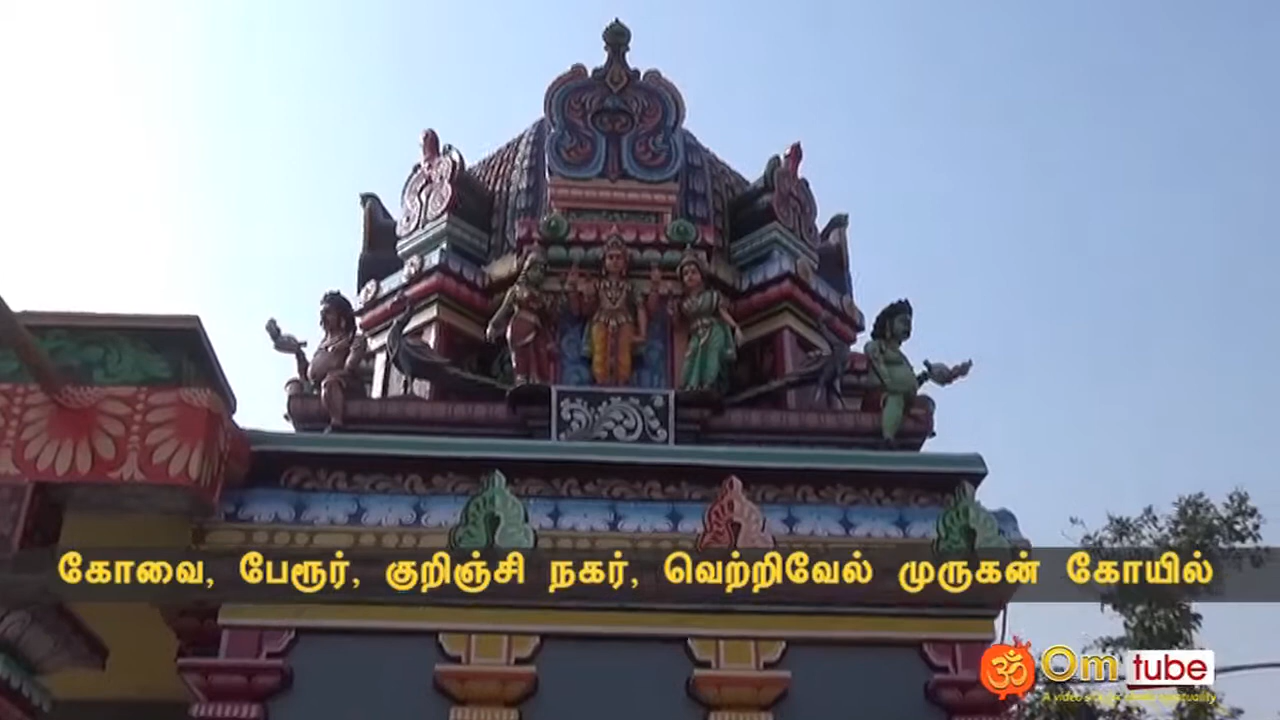 கோவை, பேரூர், குறிஞ்சி நகர், வெற்றிவேல் முருகன் கோயில்
ௐ Om tube